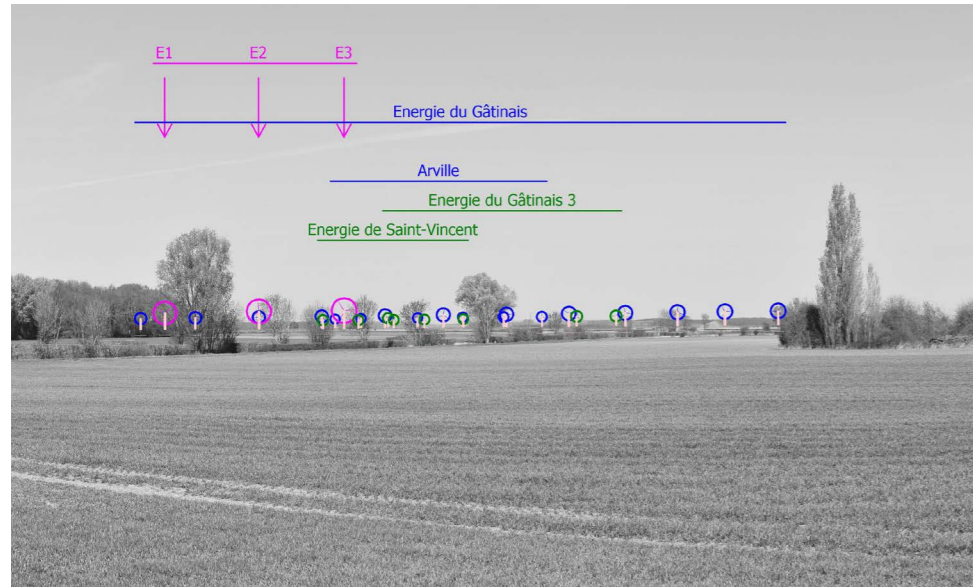 E1 E2 E3
Energie du Gâtinais
Arville
Energie du Gâtinais 3
Energie de Saint-Vincent